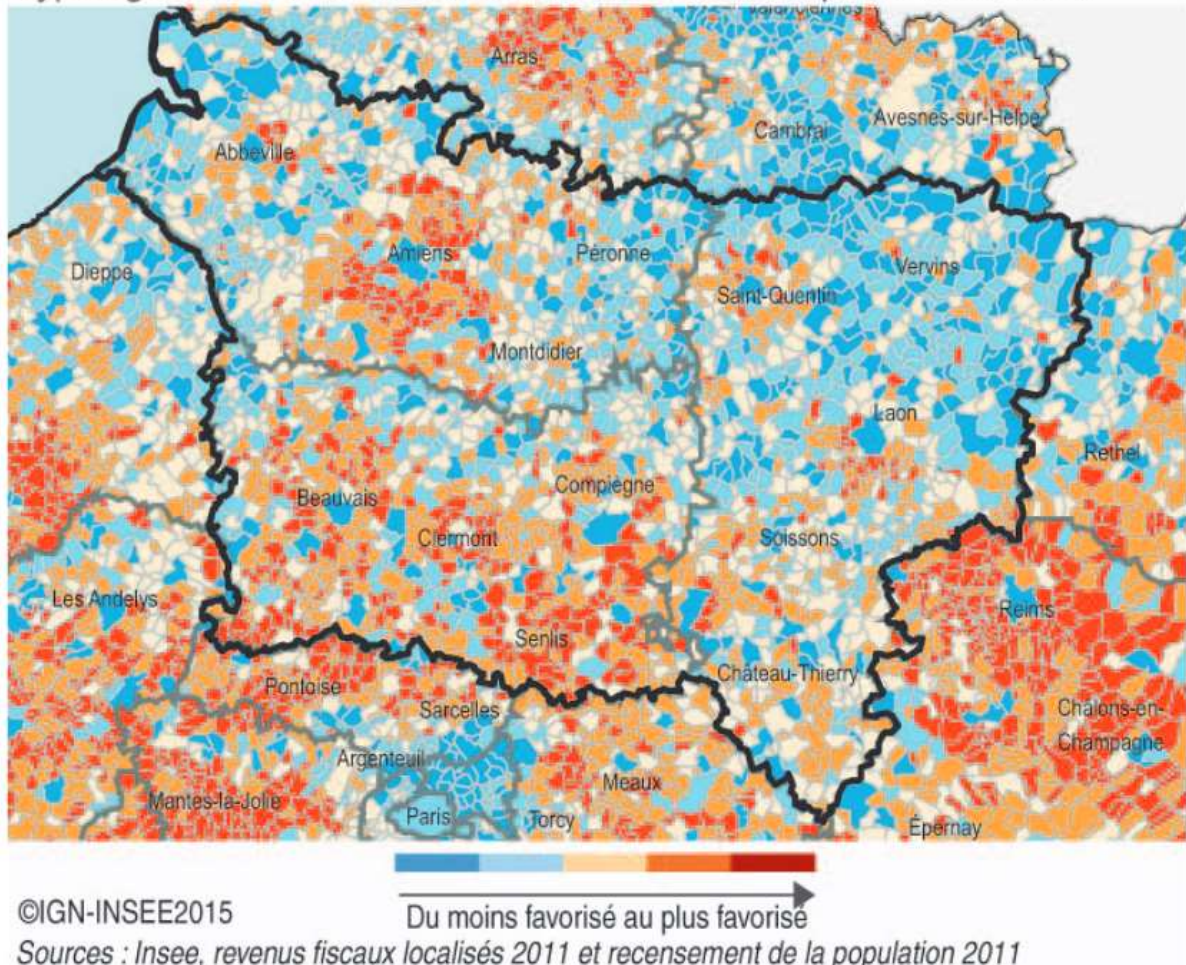 Arras
Cambrai
Avesnes-sur-Helpe
Abbeville
Amiens
Péronne
Dieppe
Vervins
Saint-Quentin
Montdidier
Laon
Rethel
Beauvais
Compiègne
Clermont
Soissons
Les Andelys
Reims
Senlis
Château-Thierry
Pontoise
Sarcelles
Châlons-en-
Champagne
Argenteuil
Meaux
Mantes-la-Jolie
Paris
Torcy
Épernay
©IGN-INSEE2015
Du moins favorisé au plus favorisé
Sources : Insee, revenus fiscaux localisés 2011 et recensement de la population 2011